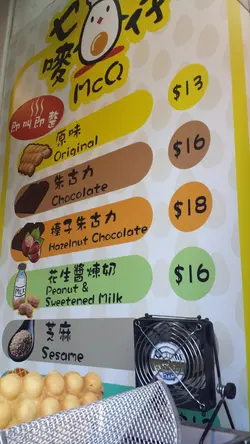 嘜仔
McQ
即叫即整
原味
Original
$13
朱古力
Chocolate
$16
榛子朱古力
Hazelnut Chocolate
$18
花生醬煉奶
Peanut &
Sweetened Milk
$16
芝麻
Sesame